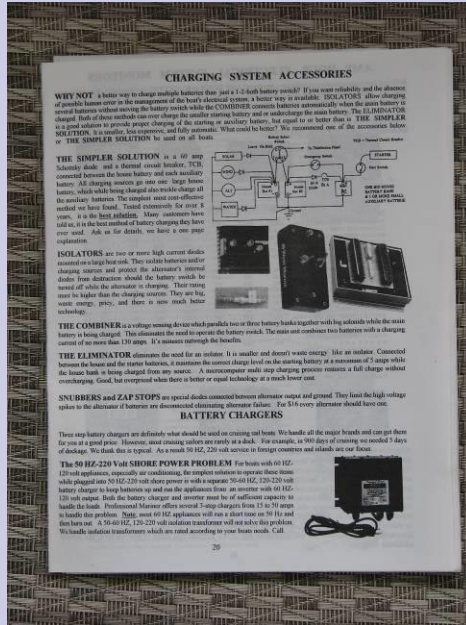 CHARGING SYSTEM ACCESSORIES
WHY NOT a better way to charge multiple batteries than just a 1-2-both battery switch? If you want reliability and the absence
of possible human error in the management of the boat's electrical system, a better way is available. ISOLATORS allow charging
several batteries without moving the battery switch while the COMBINER connects batteries automatically when the main battery is
charged. Both of these methods can over charge the smaller starting battery and or undercharge the main battery. The ELIMINATOR
is a good solution to provide proper charging of the starting or auxiliary battery, but equal to or better than is THE SIMPLER
SOLUTION. It is smaller, less expensive, and fully automatic. What could be better? We recommend one of the accessories below
or THE SIMPLER SOLUTION be used on all boats.
THE SIMPLER SOLUTION is a 60 amp
Schottsky diode and a thermal circuit breaker, TCB,
connected between the house battery and each auxiliary
battery. All charging sources go into one large house
battery, which while being charged also trickle charge all
the auxiliary batteries. The simplest most cost-effective
method we have found. Tested extensively for over 8
years, it is the best solution. Many customers have
told us, it is the best method of battery charging they have
ever used. Ask us for details, we have a one page
explanation.
SOLAR
WIND
ALT
WATER
STARTER
ISOLATORS are two or more high current diodes
mounted on a large heat sink. They isolate batteries and/or
charging sources and protect the alternator's internal
diodes from destruction should the battery switch be
turned off while the alternator is charging. Their rating
must be higher than the charging sources. They are big,
waste energy, pricy, and there is now much better
technology.
THE COMBINER is a voltage sensing device which parallels two or three battery banks together with big solenoids while the main
battery is being charged. This eliminates the need to operate the battery switch. The main unit combines two batteries with a charging
current of no more than 130 amps. It's nuisance outweigh the benefits.
THE ELIMINATOR eliminates the need for an isolator. It is smaller and doesn't waste energy like an isolator. Connected
between the house and the starter batteries, it maintains the correct charge level on the starting battery at a maximum of 5 amps while
the house bank is being charged from any source. A microcomputer multi step charging process restores a full charge without
overcharging. Good, but overpriced when there is better or equal technology at a much lower cost.
SNUBBERS and ZAP STOPS are special diodes connected between alternator output and ground. They limit the high voltage
spikes to the alternator if batteries are disconnected eliminating alternator failure. For $16 every alternator should have one.
BATTERY CHARGERS
Three step battery chargers are definitely what should be used on cruising sail boats. We handle all the major brands and can get them
for you at a good price. However, most cruising sailors are rarely at a dock. For example, in 900 days of cruising we needed 5 days
of dockage. We think this is typical. As a result 50 HZ, 220 volt service in foreign countries and islands are our focus.
The 50 HZ-220 Volt SHORE POWER PROBLEM For boats with 60 HZ-
120 volt appliances, especially air conditioning, the simplest solution to operate these items
while plugged into 50 HZ-220 volt shore power is with a separate 50-60 HZ, 120-220 volt
battery charger to keep batteries up and run the appliances from an inverter with 60 HZ-
120 volt output. Both the battery charger and inverter must be of sufficient capacity to
handle the loads. Professional Mariner offers several 3-step chargers from 15 to 50 amps
to handle this problem. Note, most 60 HZ appliances will run a short time on 50 Hz and
then burn out. A 50-60 HZ, 120-220 volt isolation transformer will not solve this problem.
We handle isolation transformers which are rated according to your boats needs. Call.
20